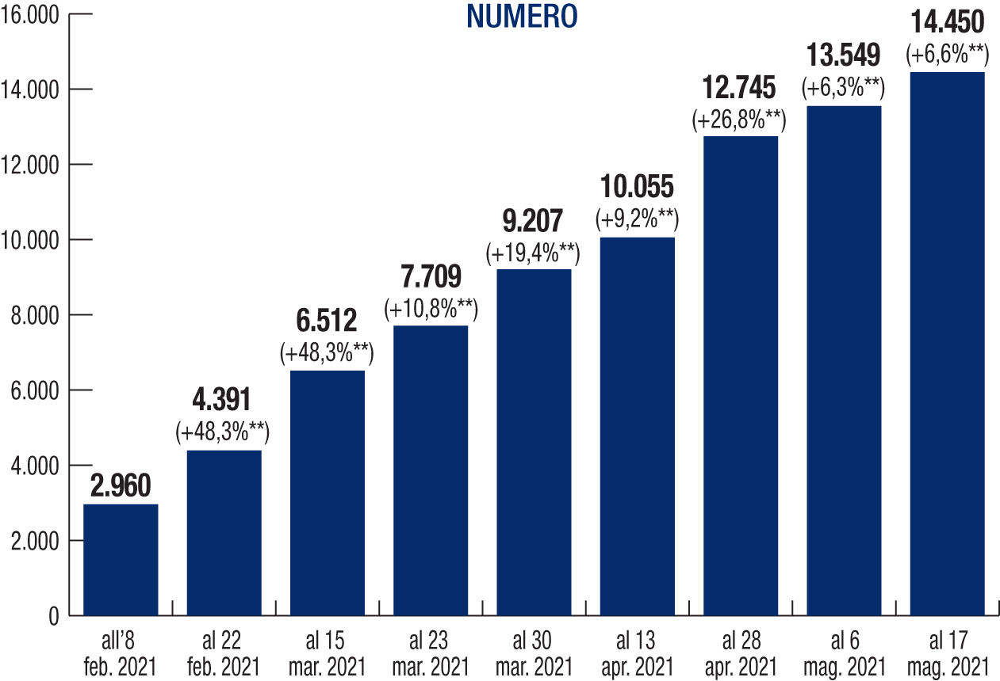 NUMERO
16.000
14.000
12.000
10.000
8.000
6.000
4.000
2.000
0
2.960
4.391
(+48,3%**)
6.512
(+48,3%**)
7.709
(+10,8%**)
9.207
(+19,4%**)
10.055
(+9,2%**)
12.745
(+26,8%**)
13.549
(+6,3%**)
14.450
(+6,6%**)
all’8
feb. 2021
al 22
feb. 2021
al 15
mar. 2021
al 23
mar. 2021
al 30
mar. 2021
al 13
apr. 2021
al 28
apr. 2021
al 6
mag. 2021
al 17
mag. 2021